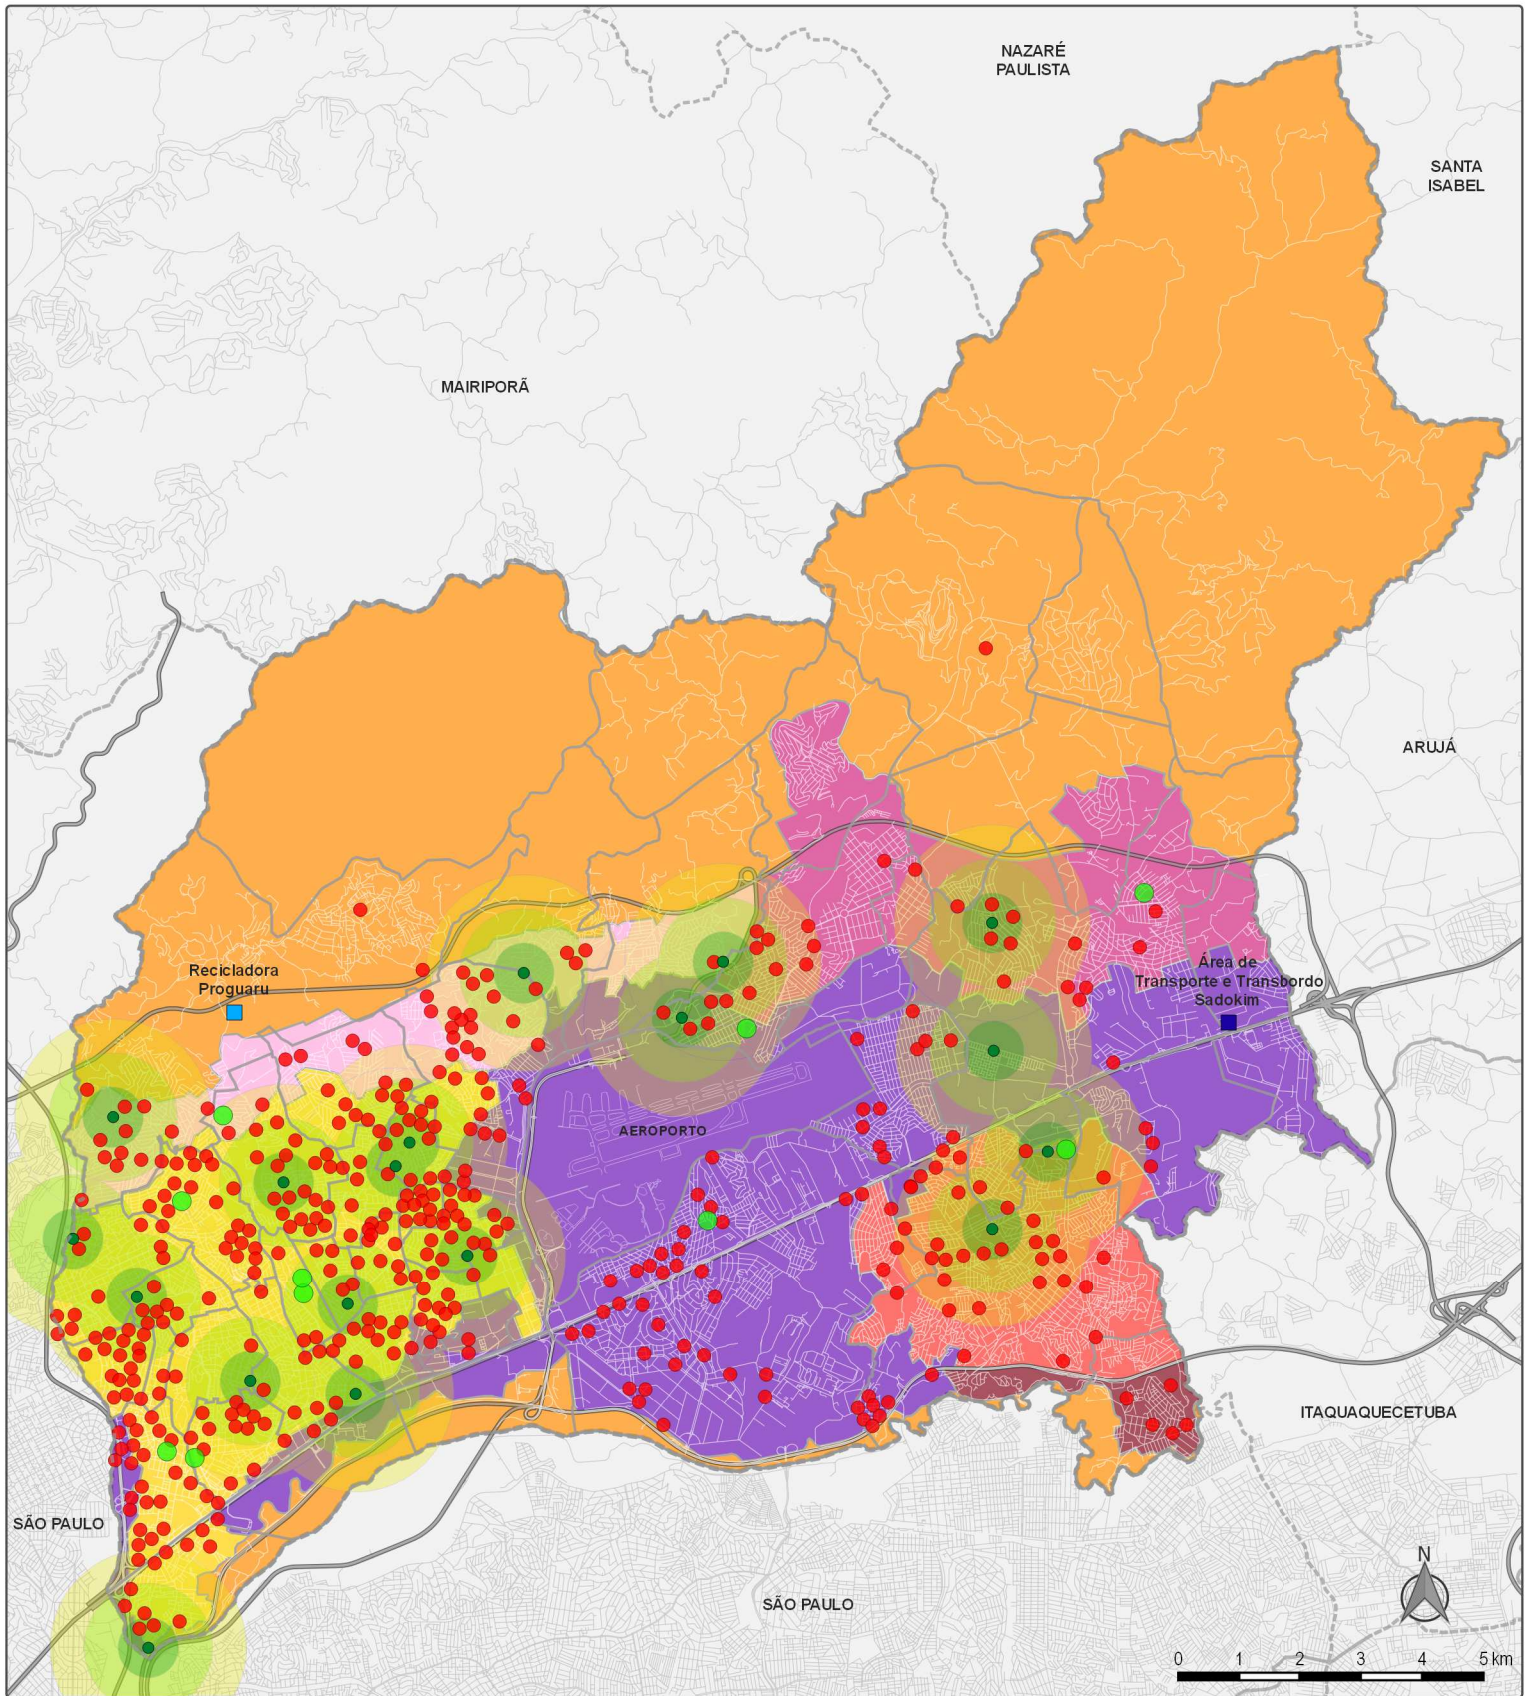 NAZARÉ
PAULISTA
SANTA
ISABEL
MAIRIPORÃ
ARUJÁ
Recicladora
Proguaru
Área de
Transporte e Transbordo
Sadokim
AEROPORTO
ITAQUAQUECETUBA
SÃO PAULO
SÃO PAULO
N
0 1 2 3 4 5 km